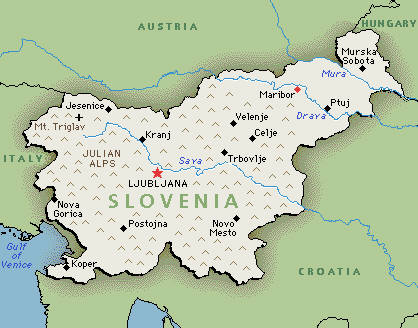 AUSTRIA
HUNGARY
Murska
Sobota
Mura
Maribor
Jesenice
Ptuj
Mt. Triglav
Velenje
Drava
Kranj
Celje
ITALY
JULIAN
ALPS
Sava
Trbovlje
LJUBLJANA
SLOVENIA
Nova
Gorica
Postojna
Novo
Mesto
Gulf
of
Venice
Koper
CROATIA